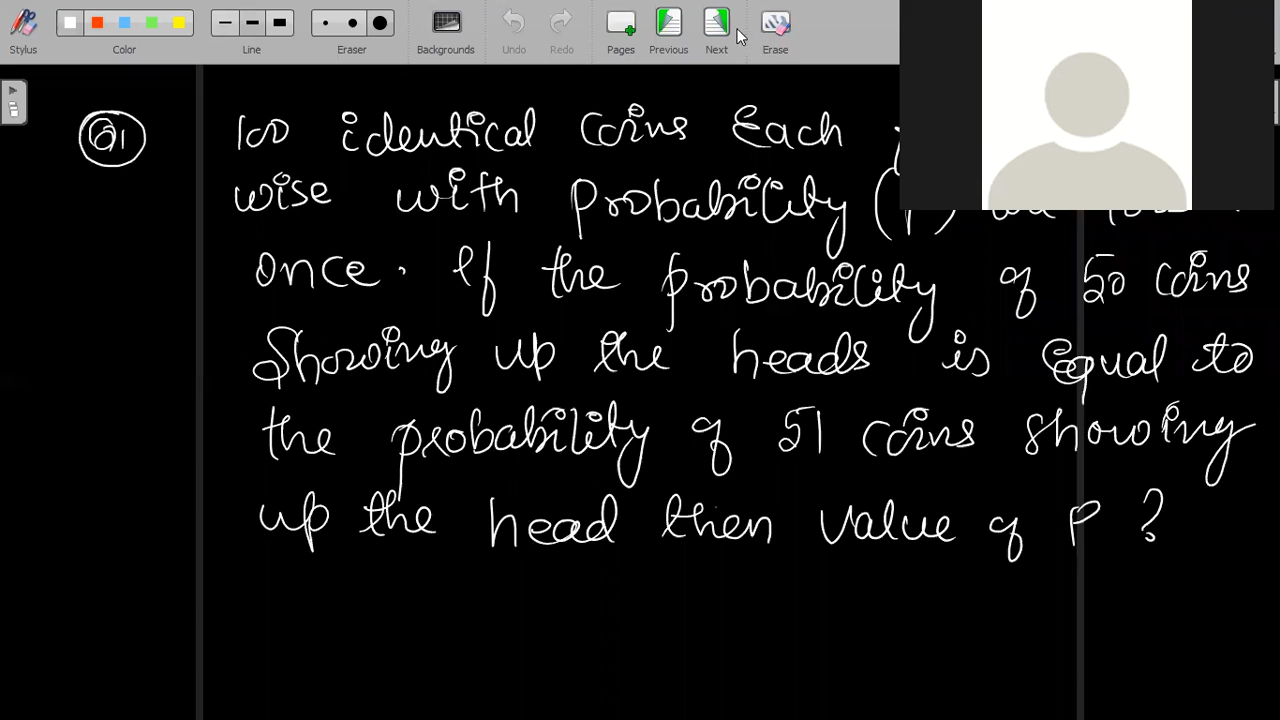 Stylus
Color
Line
Eraser
Backgrounds
Undo
Redo
Pages
Previous
Next
Erase
Q1
100 identical coins Each
wise with Probability (P)
once. If the probability of 50 coins
Showing up the heads is Equal to
the probability of 51 coins showing
up the head then value of P ?